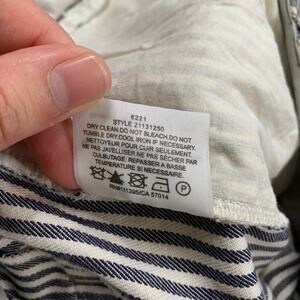 6221
STYLE 21131250
DRY CLEAN.DO NOT BLEACH.DO NOT
TUMBLE DRY.COOL IRON IF NECESSARY.
NETTOYEUR POUR CUIR SEULEMENT.
NE PAS JAVELLISER.NE PAS SÉCHER PAR
CULBUTAGE. REPASSER À BASSE
TEMPÉRATURE SI NÉCESSAIRE.
P
RN#111395/CA 57014